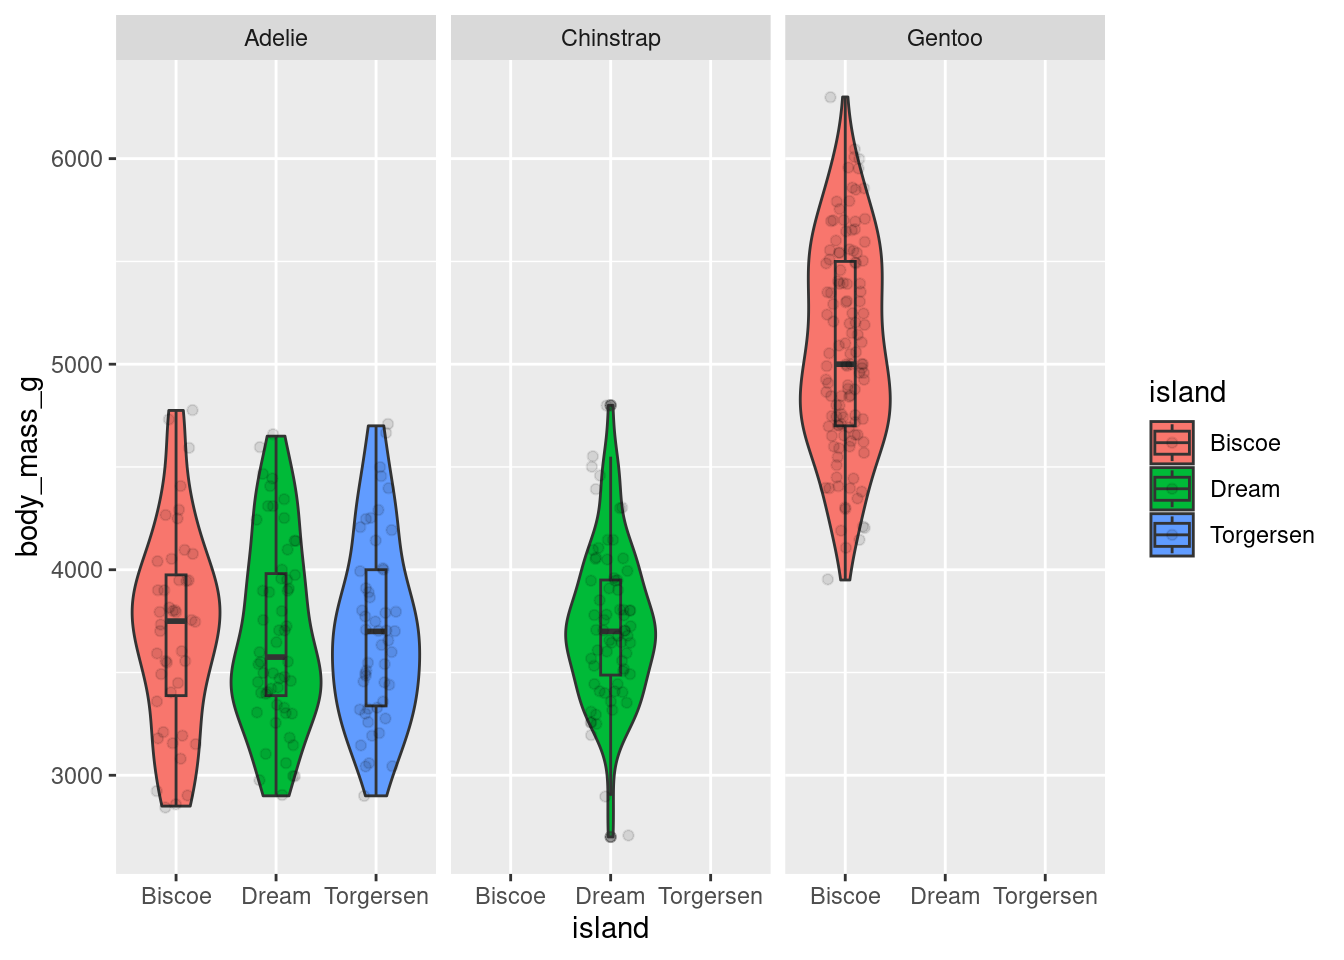 Adelie
Chinstrap
Gentoo
body_mass_g
6000
5000
4000
3000
Biscoe Dream Torgersen
Biscoe Dream Torgersen
Biscoe Dream Torgersen
island
island
Biscoe
Dream
Torgersen